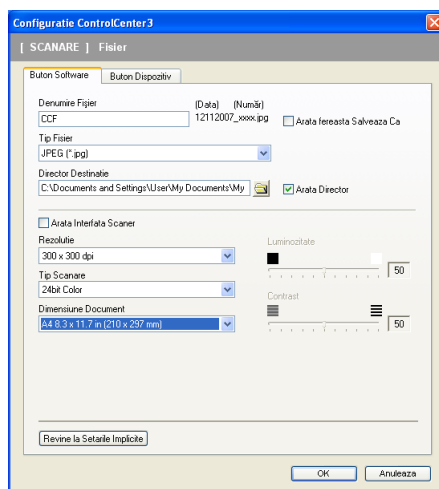 Configuratie ControlCenter3
[ SCANARE ] Fisier
Buton Software Buton Dispozitiv
Denumire Fişier (Data) (Număr)
CCF 12112007_xxxx.jpg Arata fereasta Salveaza Ca
Tip Fisier
JPEG (*.jpg)
Director Destinatie
C:\Documents and Settings\User\My Documents\My Arata Director
Arata Interfata Scaner
Rezolutie Luminozitate
300 x 300 dpi 50
Tip Scanare
24bit Color
Contrast
Dimensiune Document
A4 8.3 x 11.7 in (210 x 297 mm) 50
Revine la Setarile Implicite
OK Anuleaza